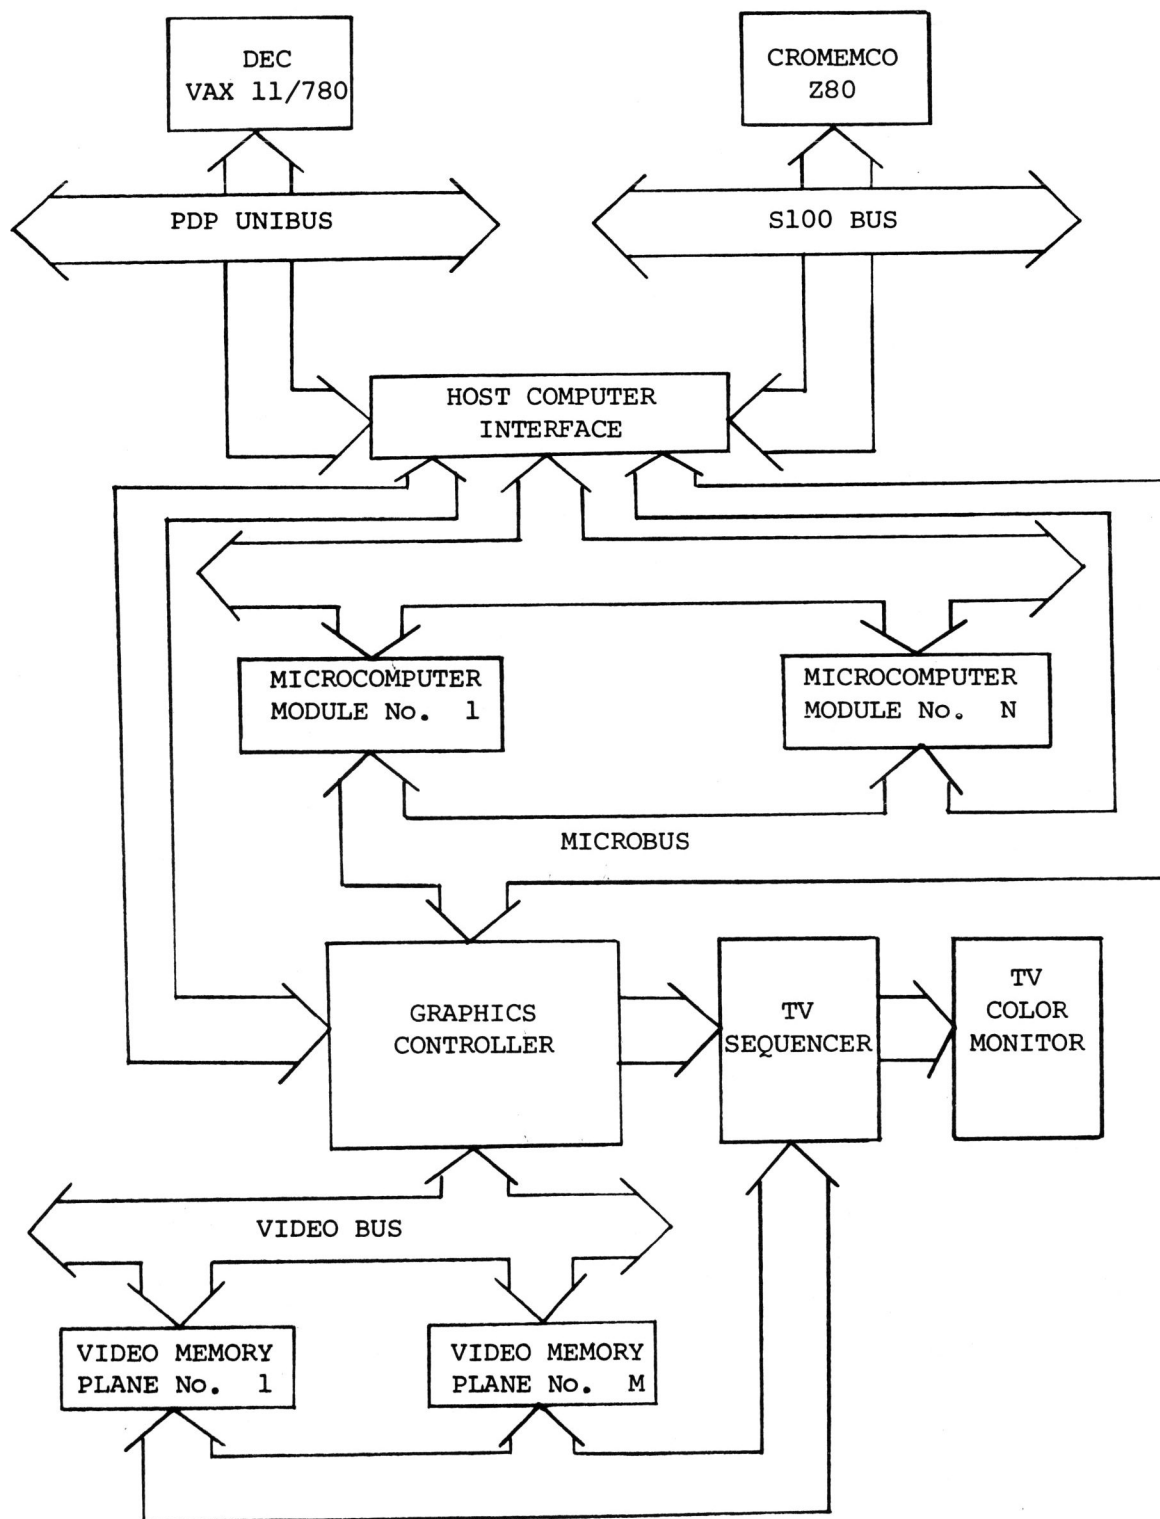 DEC
VAX 11/780
CROMEMCO
Z80
PDP UNIBUS
S100 BUS
HOST COMPUTER
INTERFACE
MICROCOMPUTER
MODULE No. 1
MICROCOMPUTER
MODULE No. N
MICROBUS
GRAPHICS
CONTROLLER
TV
SEQUENCER
TV
COLOR
MONITOR
VIDEO BUS
VIDEO MEMORY
PLANE No. 1
VIDEO MEMORY
PLANE No. M